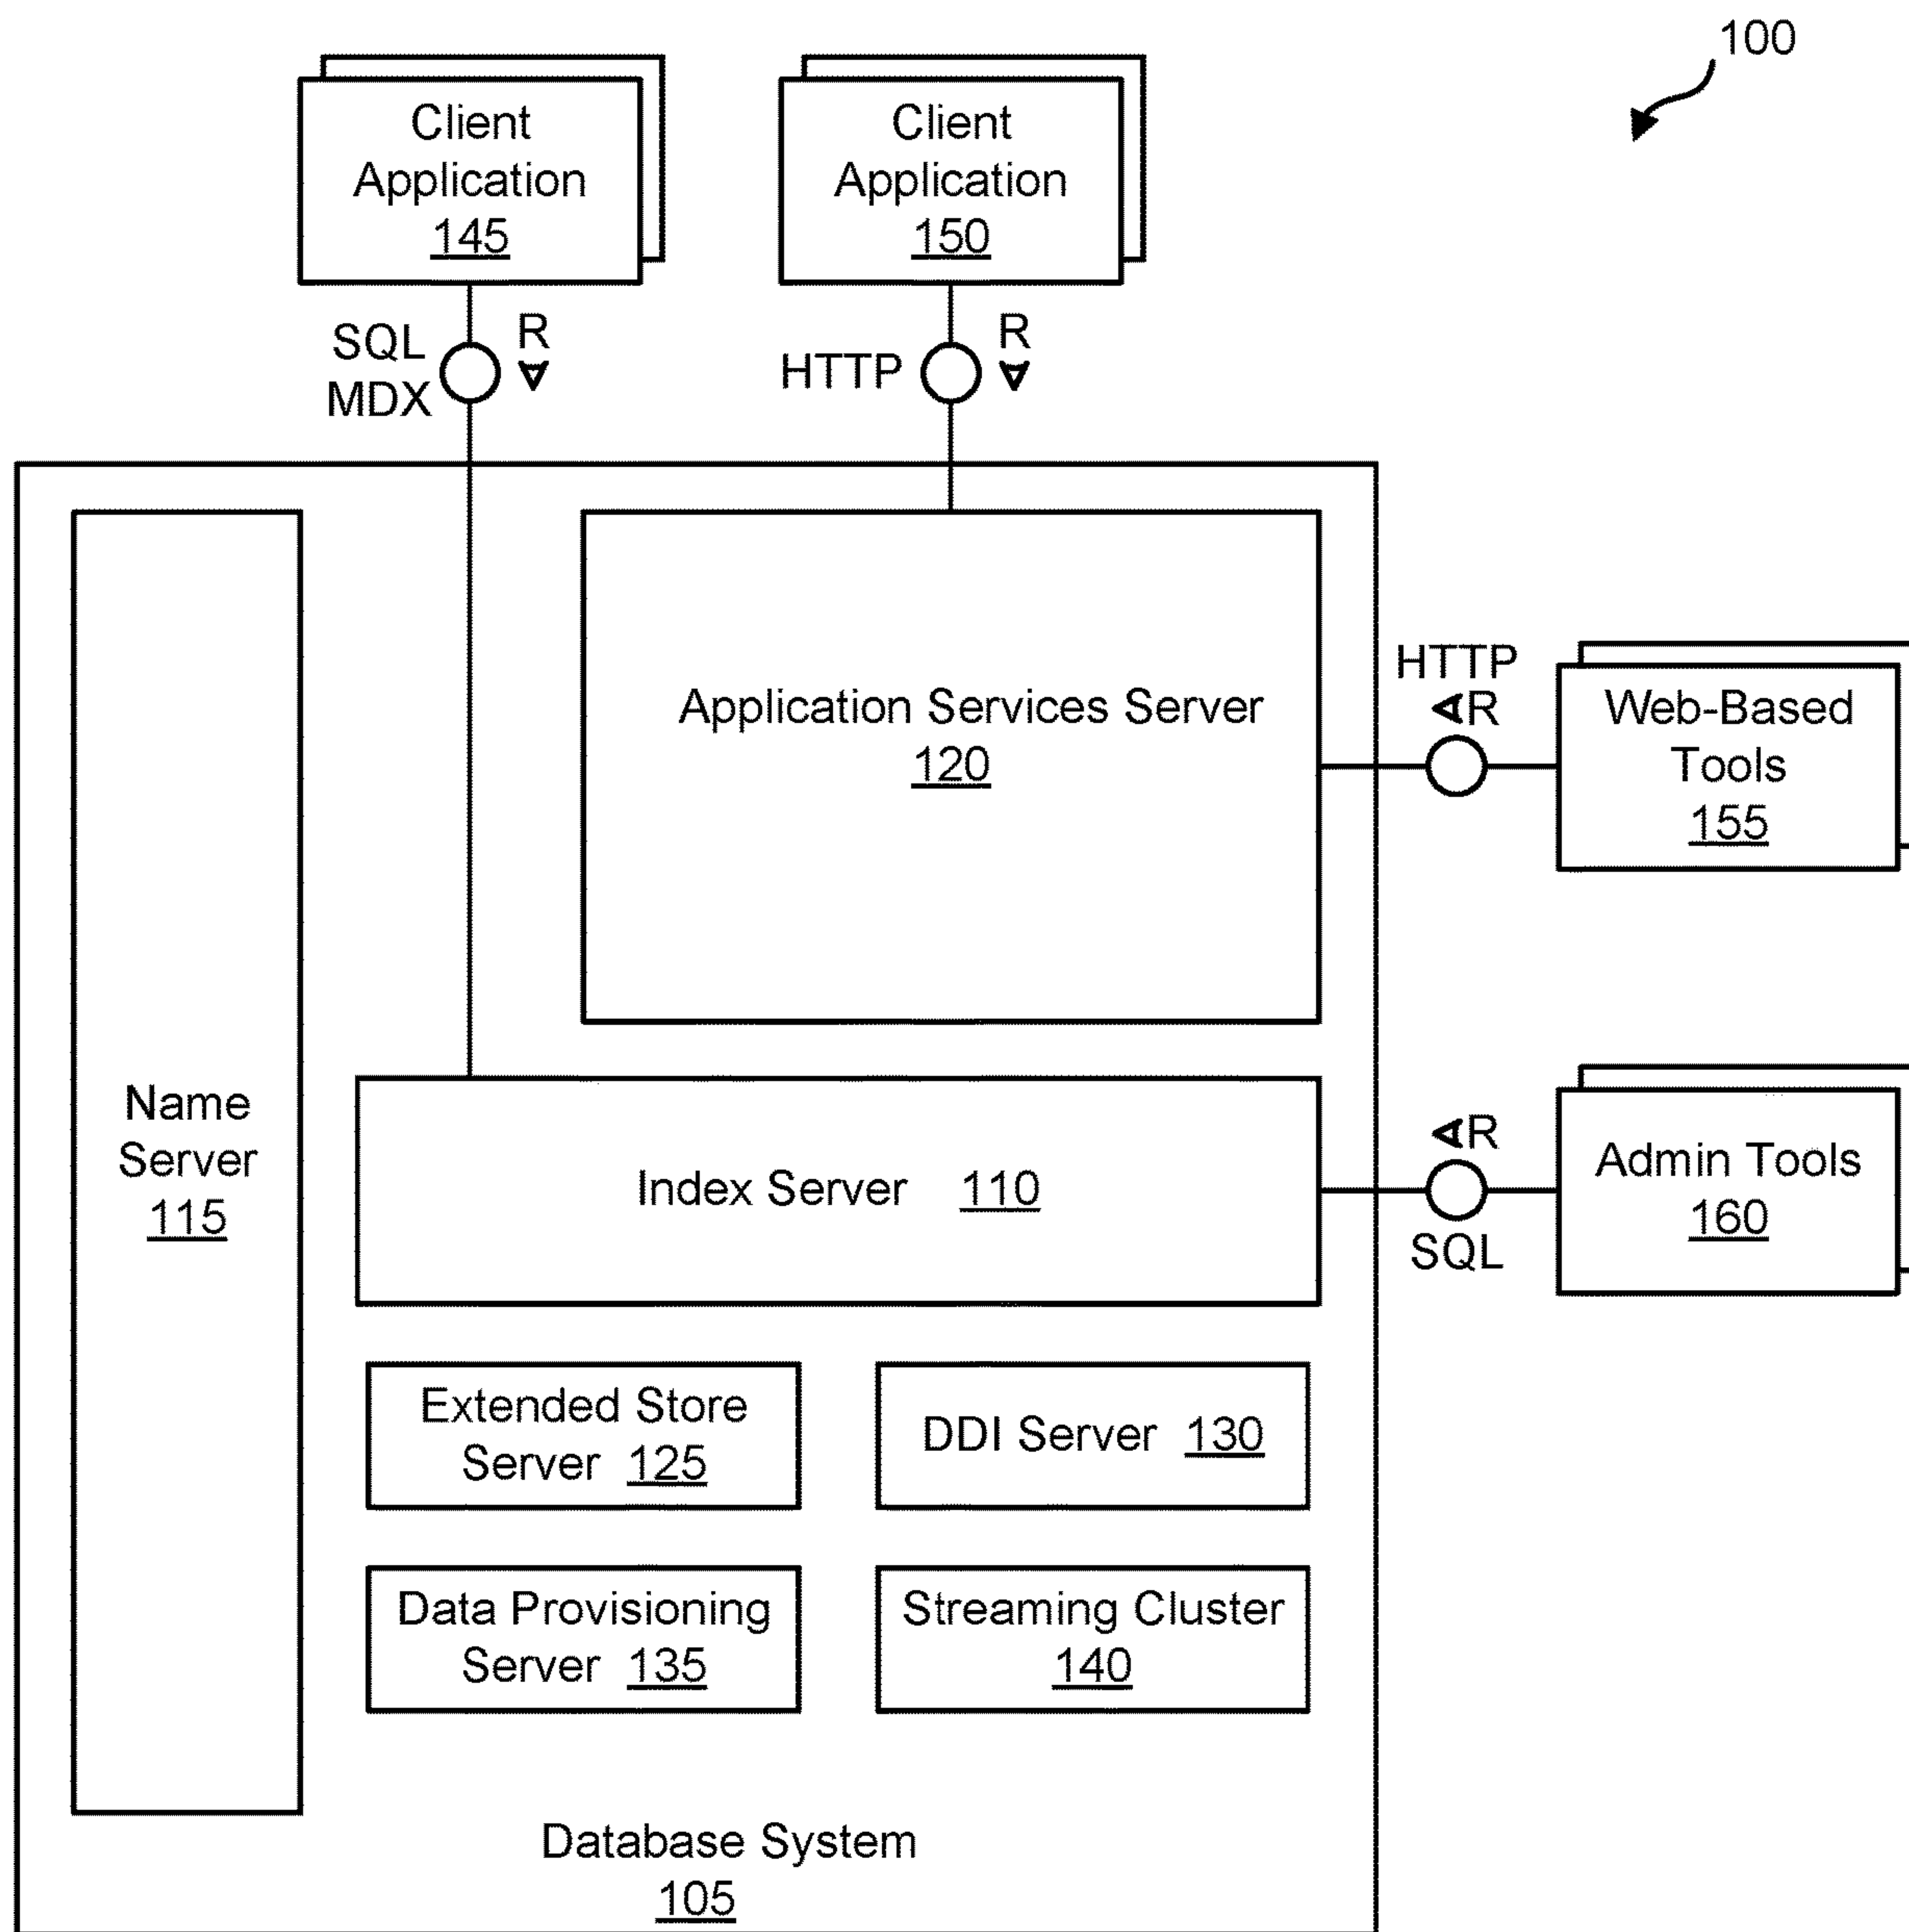 100
Client
Application
145
Client
Application
150
SQL
MDX
R
HTTP
R
Application Services Server
120
HTTP
R
Web-Based
Tools
155
Name
Server
115
Index Server 110
R
SQL
Admin Tools
160
Extended Store
Server 125
DDI Server 130
Data Provisioning
Server 135
Streaming Cluster
140
Database System
105